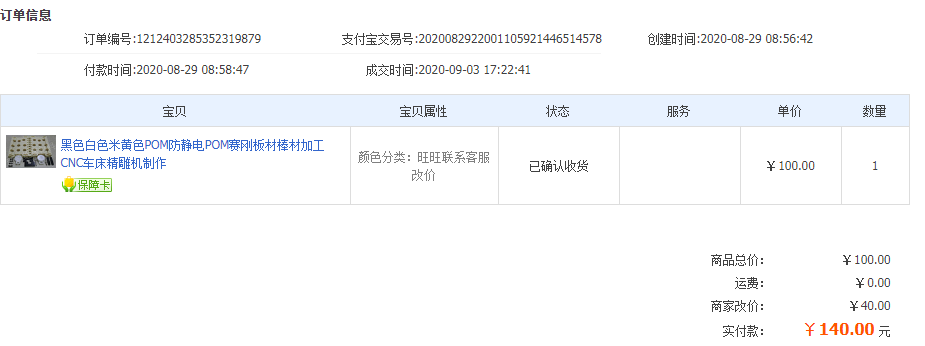 订单信息
订单编号:1212403285352319879 支付宝交易号:2020082922001105921446514578 创建时间:2020-08-29 08:56:42
付款时间:2020-08-29 08:58:47 成交时间:2020-09-03 17:22:41
宝贝 宝贝属性 状态 服务 单价 数量
黑色白色米黄色POM防静电POM赛刚板材棒材加工
CNC车床精雕机制作
保障卡
颜色分类：旺旺联系客服
改价
已确认收货
￥100.00
1
商品总价： ￥100.00
运费： ￥0.00
商家改价： ￥40.00
实付款： ￥140.00 元